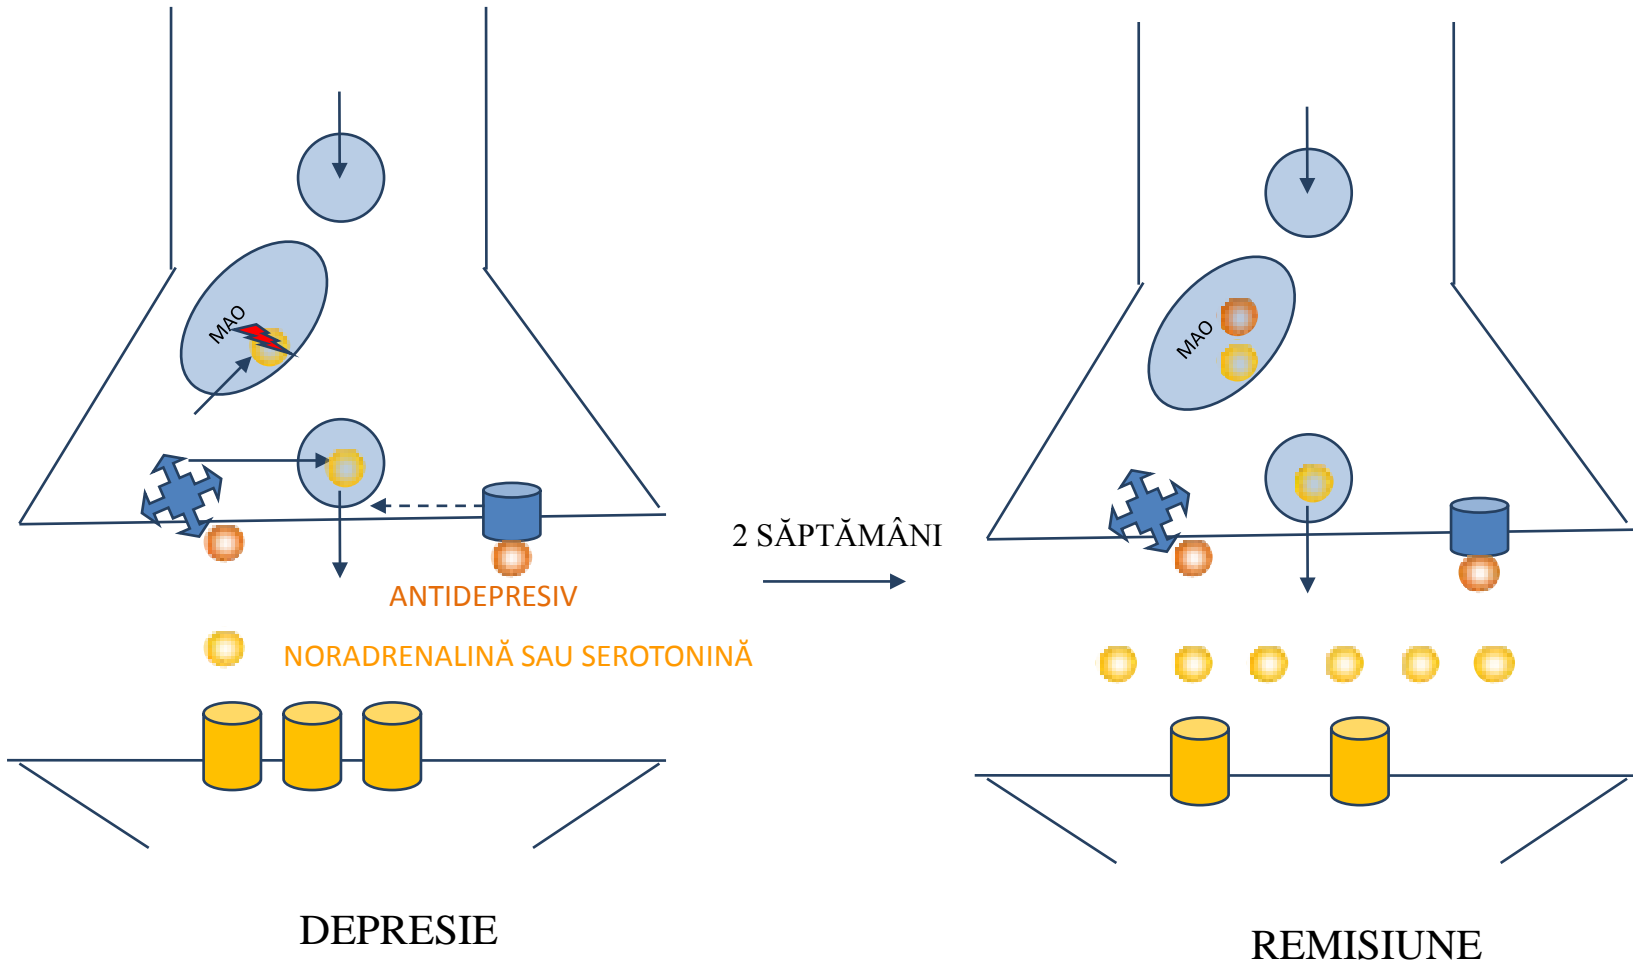 MAO
MAO
2 SĂPTĂMÂNI
ANTIDEPRESIV
NORADRENALINĂ SAU SEROTONINĂ
DEPRESIE
REMISIUNE